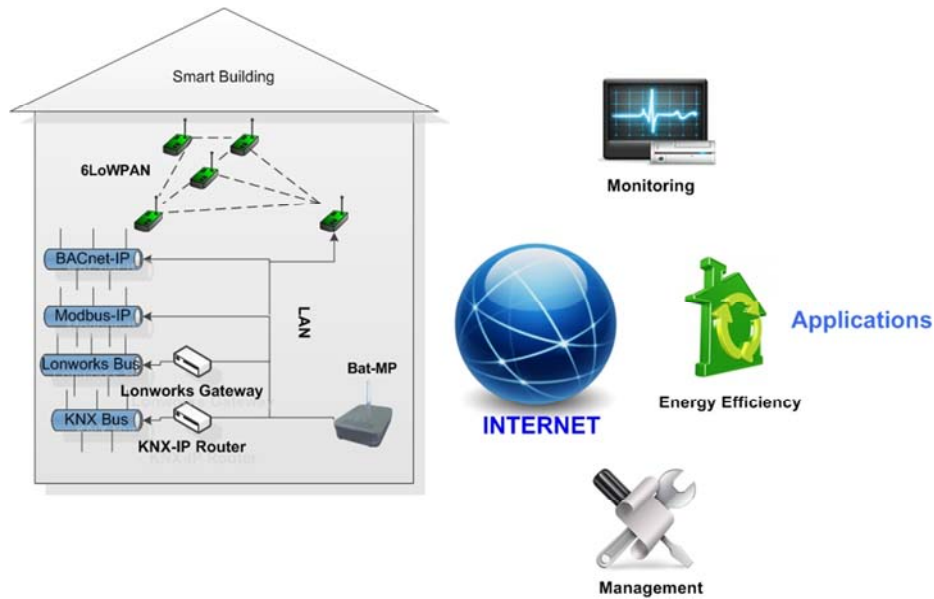 Smart Building
6LoWPAN
Monitoring
BACnet-IP
Modbus-IP
LAN
Applications
Lonworks Bus
Lonworks Gateway
Bat-MP
Energy Efficiency
KNX Bus
KNX-IP Router
INTERNET
Management